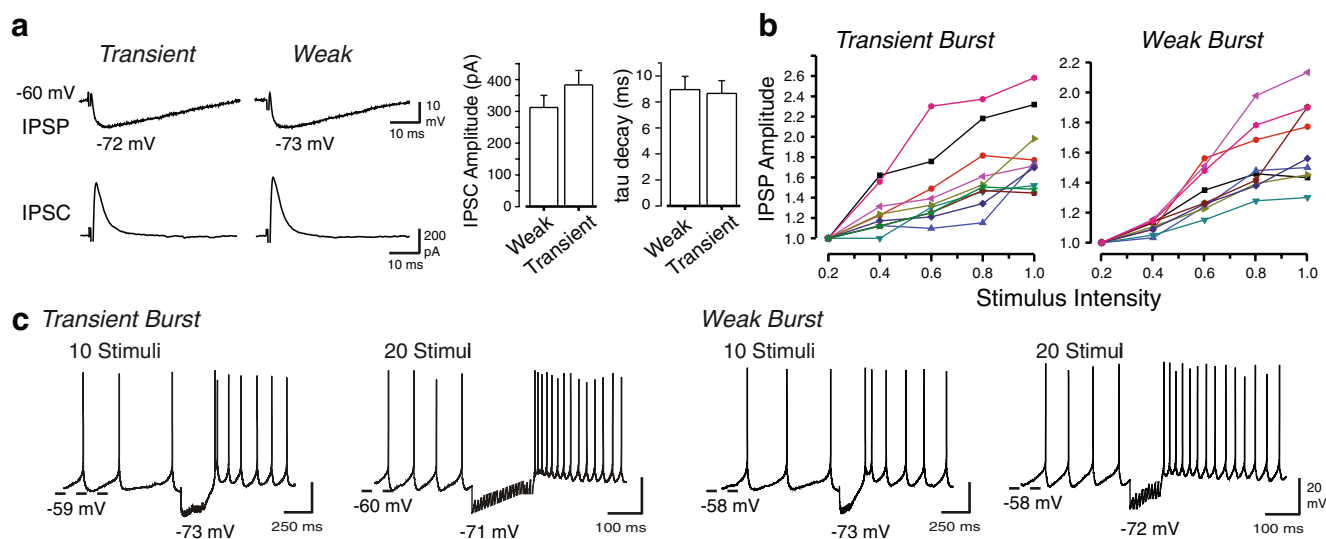 a
Transient
Weak
-60 mV
IPSP
-72 mV
-73 mV
10
mV
10 ms
IPSC
200
pA
10 ms
IPSC Amplitude (pA)
400
350
300
250
200
150
100
50
0
Weak
Transient
tau decay (ms)
10
8
6
4
2
0
Weak
Transient
b
Transient Burst
Weak Burst
IPSP Amplitude
2.6
2.4
2.2
2.0
1.8
1.6
1.4
1.2
1.0
0.2 0.4 0.6 0.8 1.0
2.2
2.0
1.8
1.6
1.4
1.2
1.0
0.2 0.4 0.6 0.8 1.0
Stimulus Intensity
c
Transient Burst
10 Stimuli
-59 mV
-73 mV
250 ms
20 Stimul
-60 mV
-71 mV
100 ms
Weak Burst
10 Stimuli
-58 mV
-73 mV
250 ms
20 Stimul
-58 mV
-72 mV
20
mV
100 ms